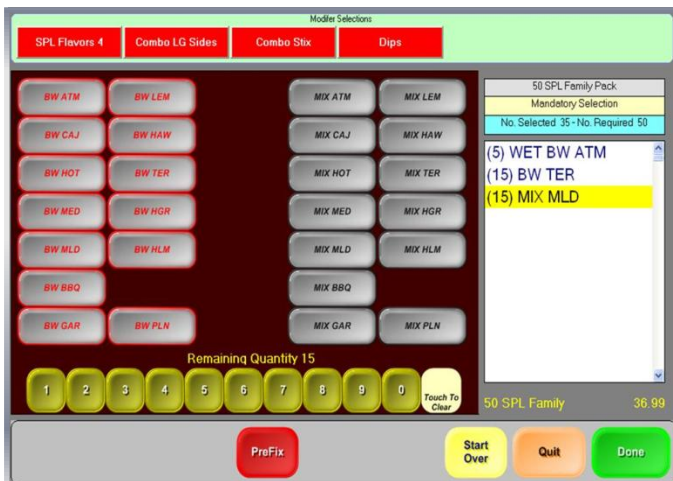 Modifer Selections
SPL Flavors 4 Combo LG Sides Combo Stix Dips
BW ATM BW LEM MIX ATM MIX LEM
BW CAJ BW HAW MIX CAJ MIX HAW
BW HOT BW TER MIX HOT MIX TER
BW MED BW HGR MIX MED MIX HGR
BW MLD BW HLM MIX MLD MIX HLM
BW BBQ MIX BBQ
BW GAR BW PLN MIX GAR MIX PLN
Remaining Quantity 15
1 2 3 4 5 6 7 8 9 0 Touch To Clear
50 SPL Family Pack
Mandatory Selection
No. Selected 35 - No. Required 50
(5) WET BW ATM
(15) BW TER
(15) MIX MLD
50 SPL Family 36.99
PreFix Start Over Quit Done